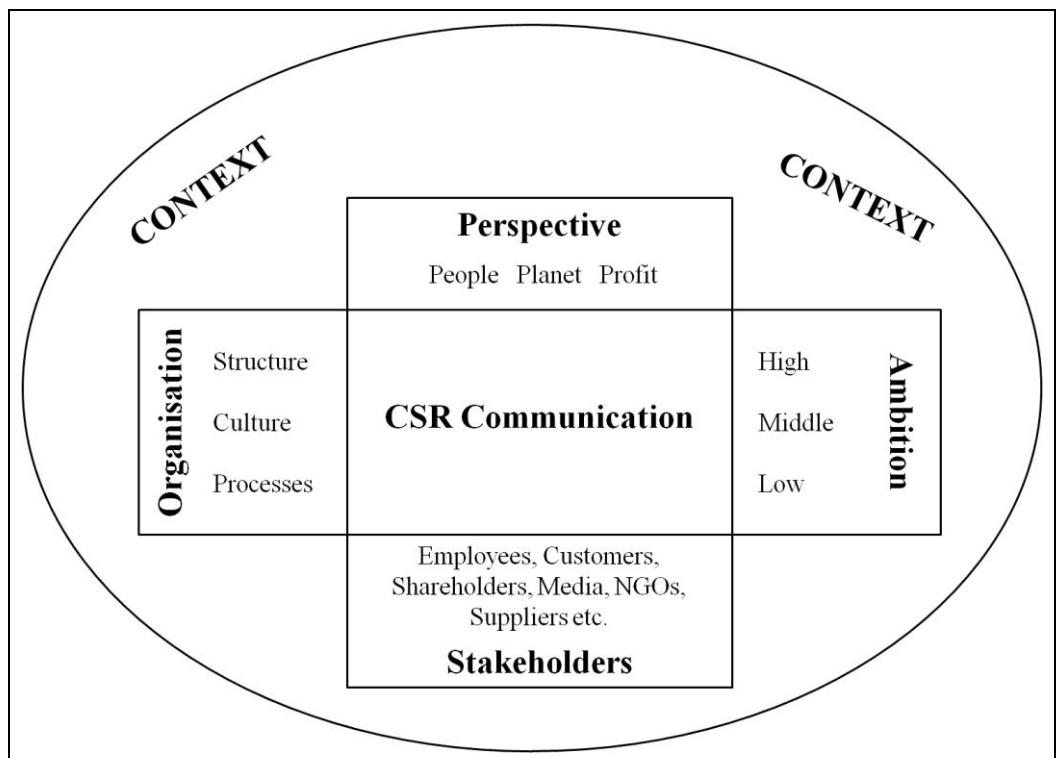 CONTEXT
CONTEXT
Perspective
People Planet Profit
Organisation
Structure
Culture
Processes
CSR Communication
High
Middle
Low
Ambition
Employees, Customers,
Shareholders, Media, NGOs,
Suppliers etc.
Stakeholders